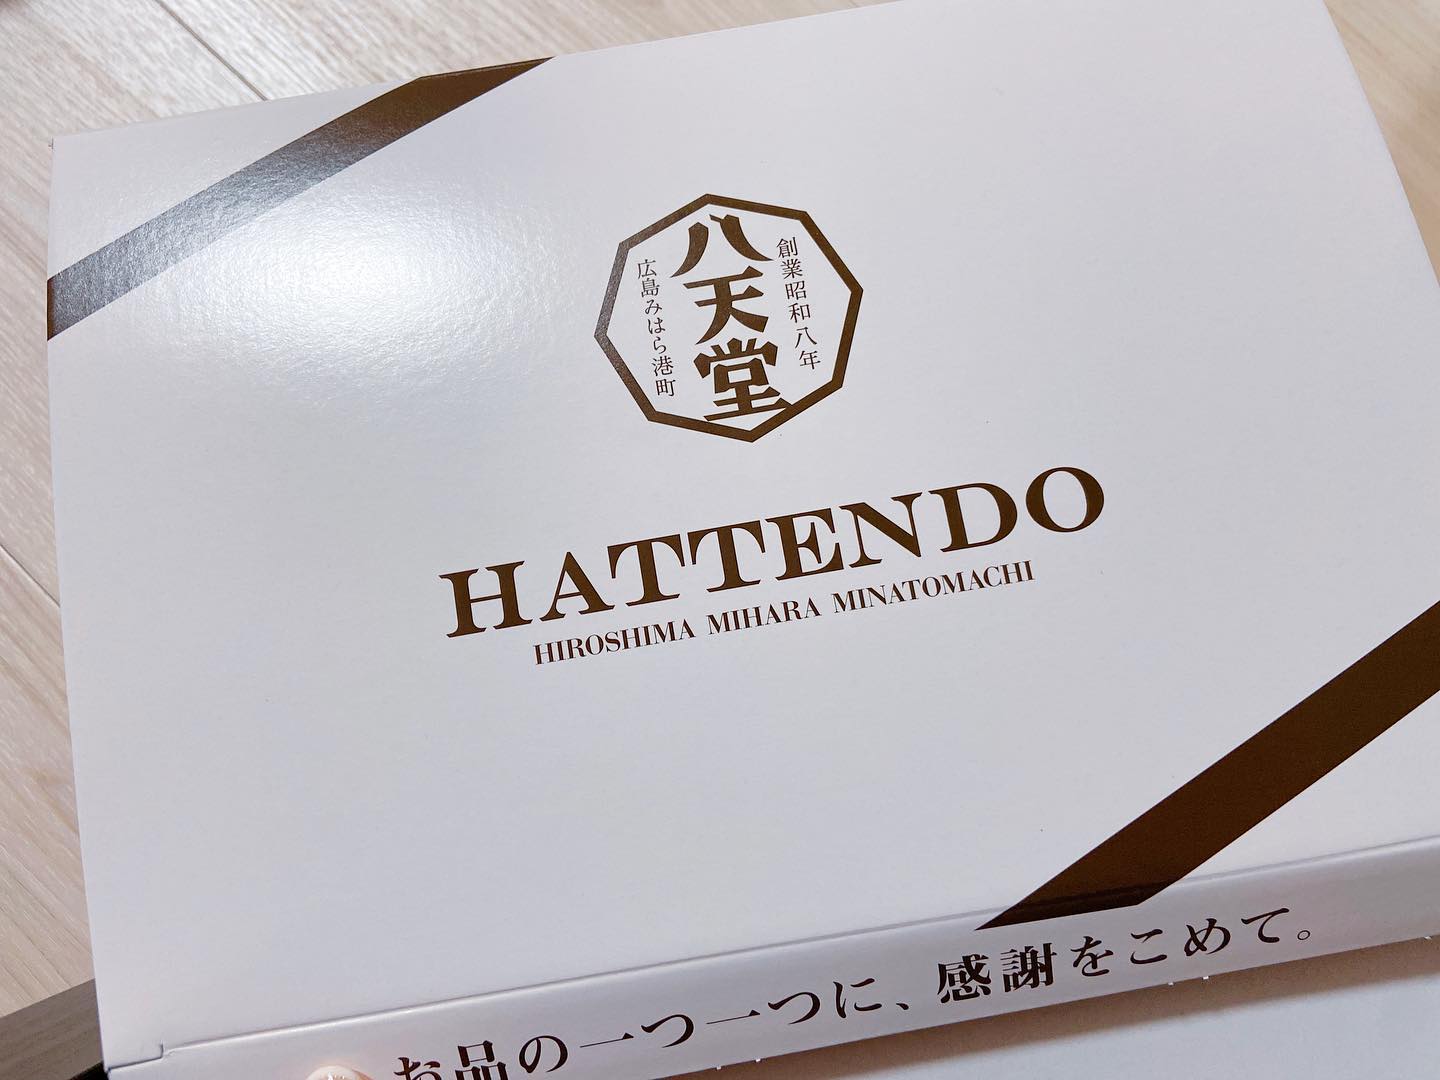 創業昭和八年
八天堂
広島みはら港町
HATTENDO
HIROSHIMA MIHARA MINATOMACHI
お品の一つ一つに、感謝をこめて。